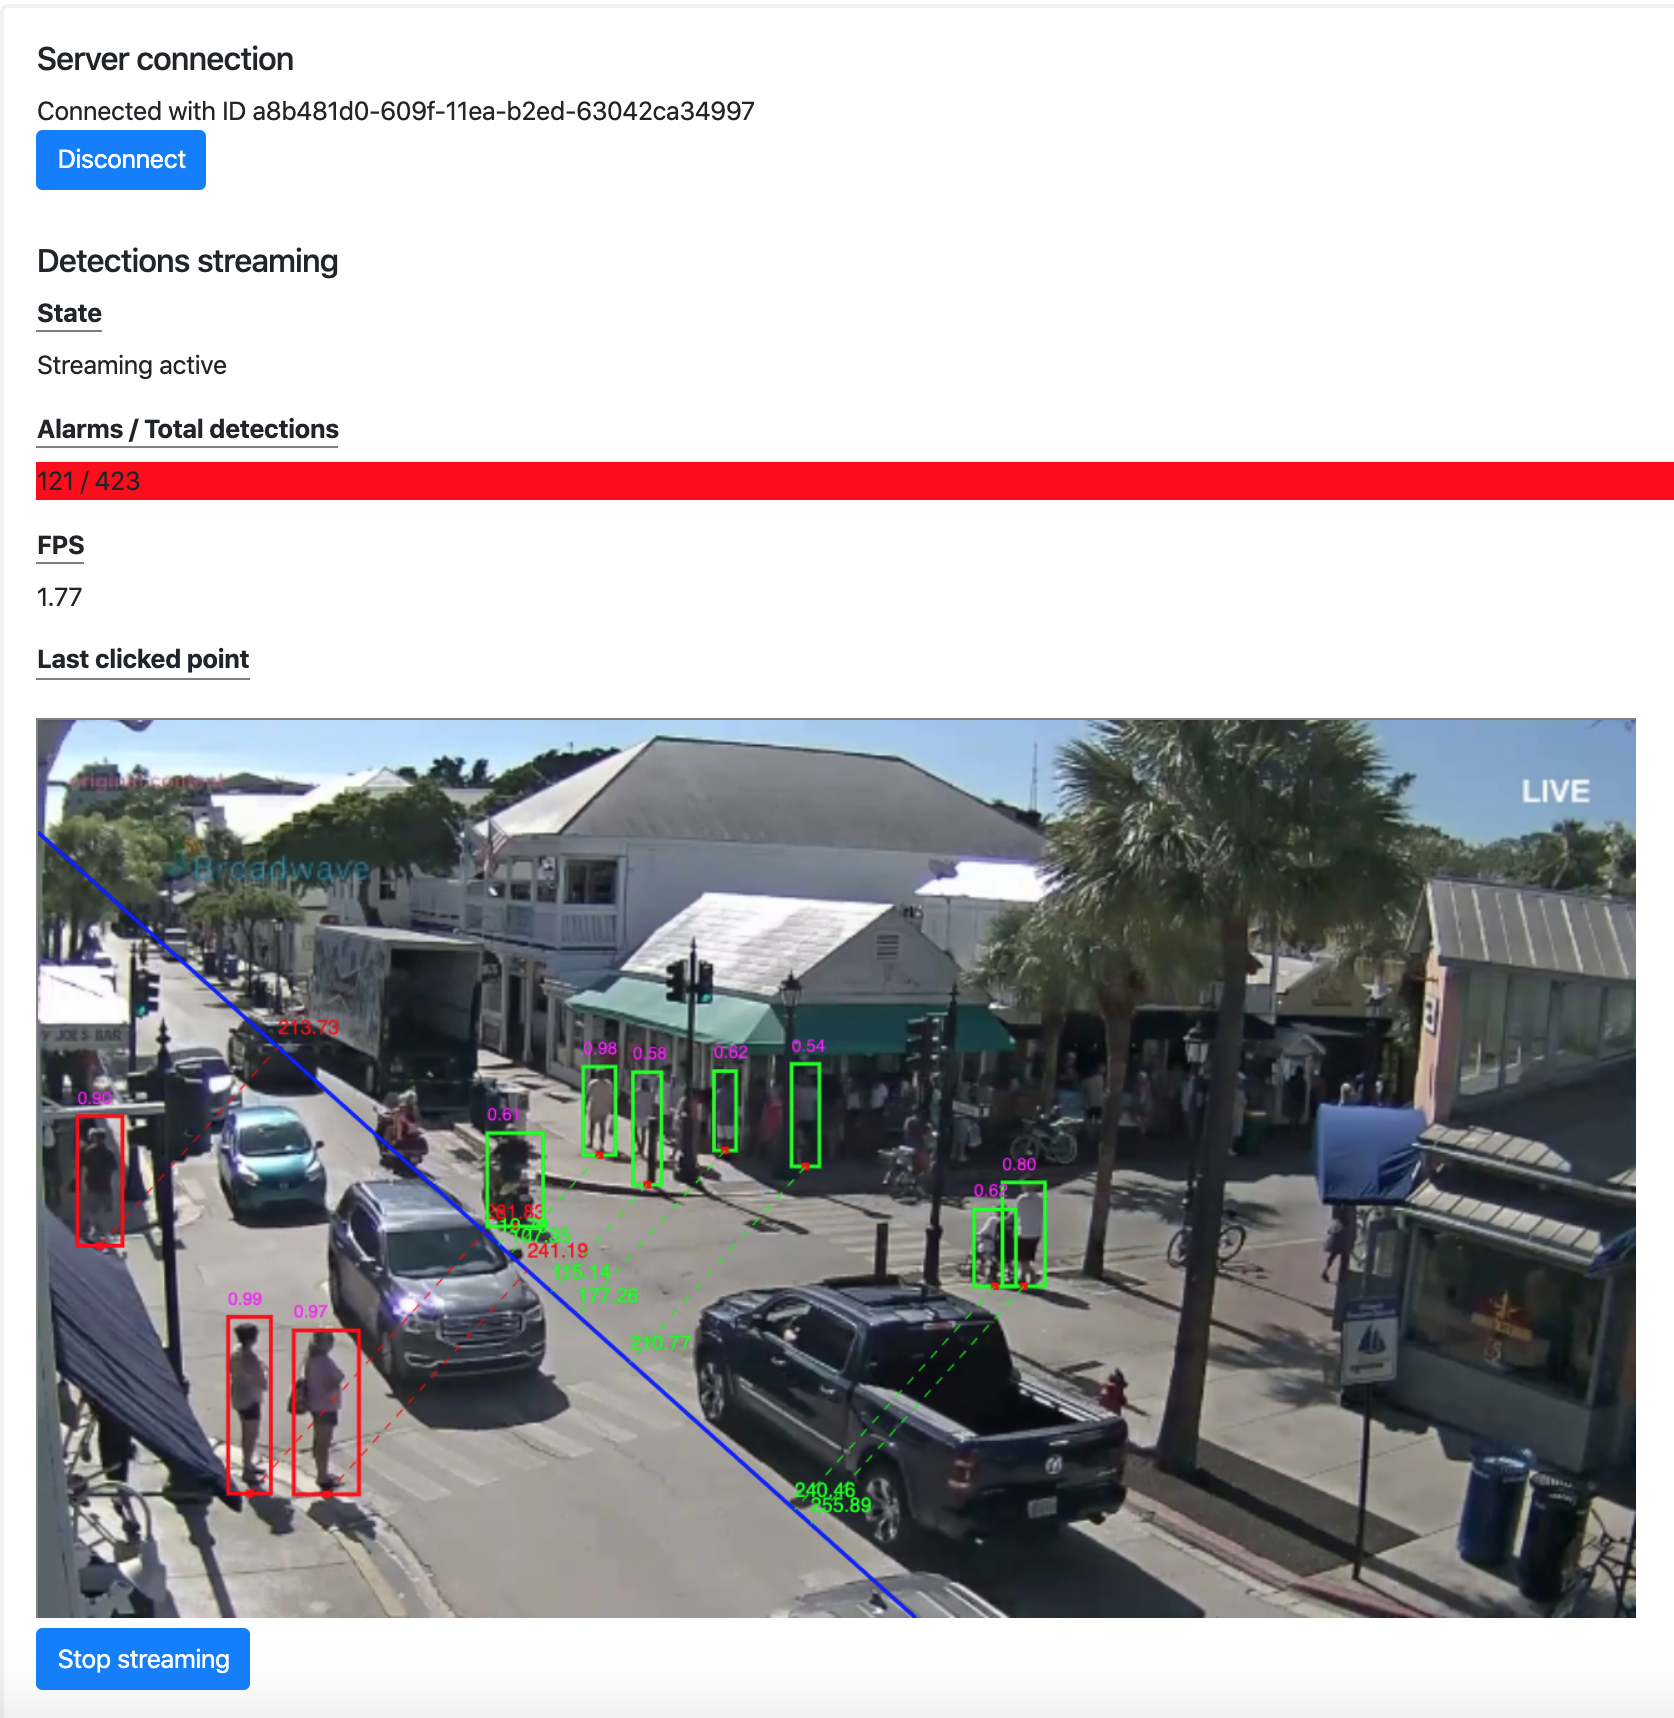 Server connection
Connected with ID a8b481d0-609f-11ea-b2ed-63042ca34997
Disconnect
Detections streaming
State
Streaming active
Alarms / Total detections
121 / 423
FPS
1.77
Last clicked point
original content
LIVE
Broadwave
213.73
JOE'S BAR
0.98
0.58
0.62
0.54
0.90
0.61
0.80
0.62
281.83
107.35
241.19
115.14
177.26
0.99
0.97
210.77
240.46
255.89
Stop streaming